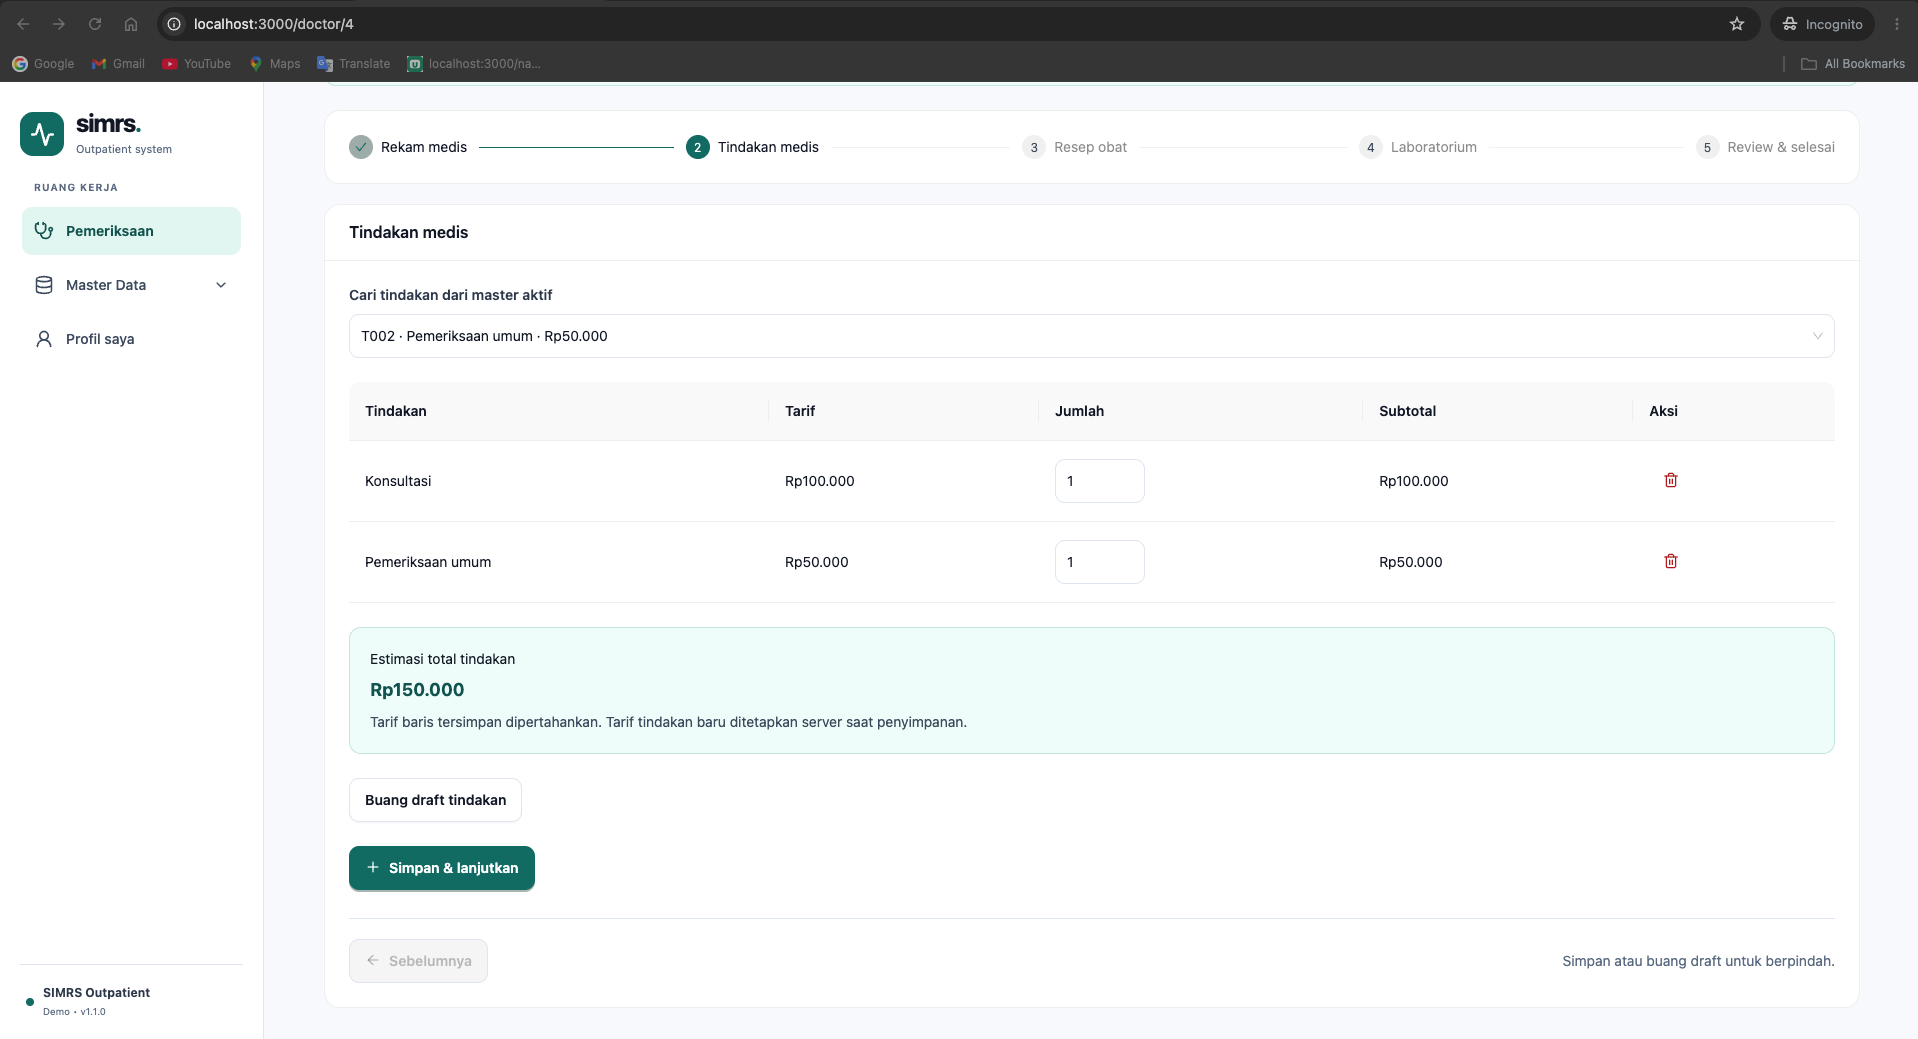 localhost:3000/doctor/4
Incognito
Google
Gmail
YouTube
Maps
Translate
localhost:3000/na...
All Bookmarks
simrs.
Outpatient system
RUANG KERJA
Pemeriksaan
Master Data
Profil saya
SIMRS Outpatient
Demo • v1.1.0
Rekam medis
2 Tindakan medis
3 Resep obat
4 Laboratorium
5 Review & selesai
Tindakan medis
Cari tindakan dari master aktif
T002 · Pemeriksaan umum · Rp50.000
Tindakan Tarif Jumlah Subtotal Aksi
Konsultasi Rp100.000 1 Rp100.000
Pemeriksaan umum Rp50.000 1 Rp50.000
Estimasi total tindakan
Rp150.000
Tarif baris tersimpan dipertahankan. Tarif tindakan baru ditetapkan server saat penyimpanan.
Buang draft tindakan
+ Simpan & lanjutkan
← Sebelumnya
Simpan atau buang draft untuk berpindah.